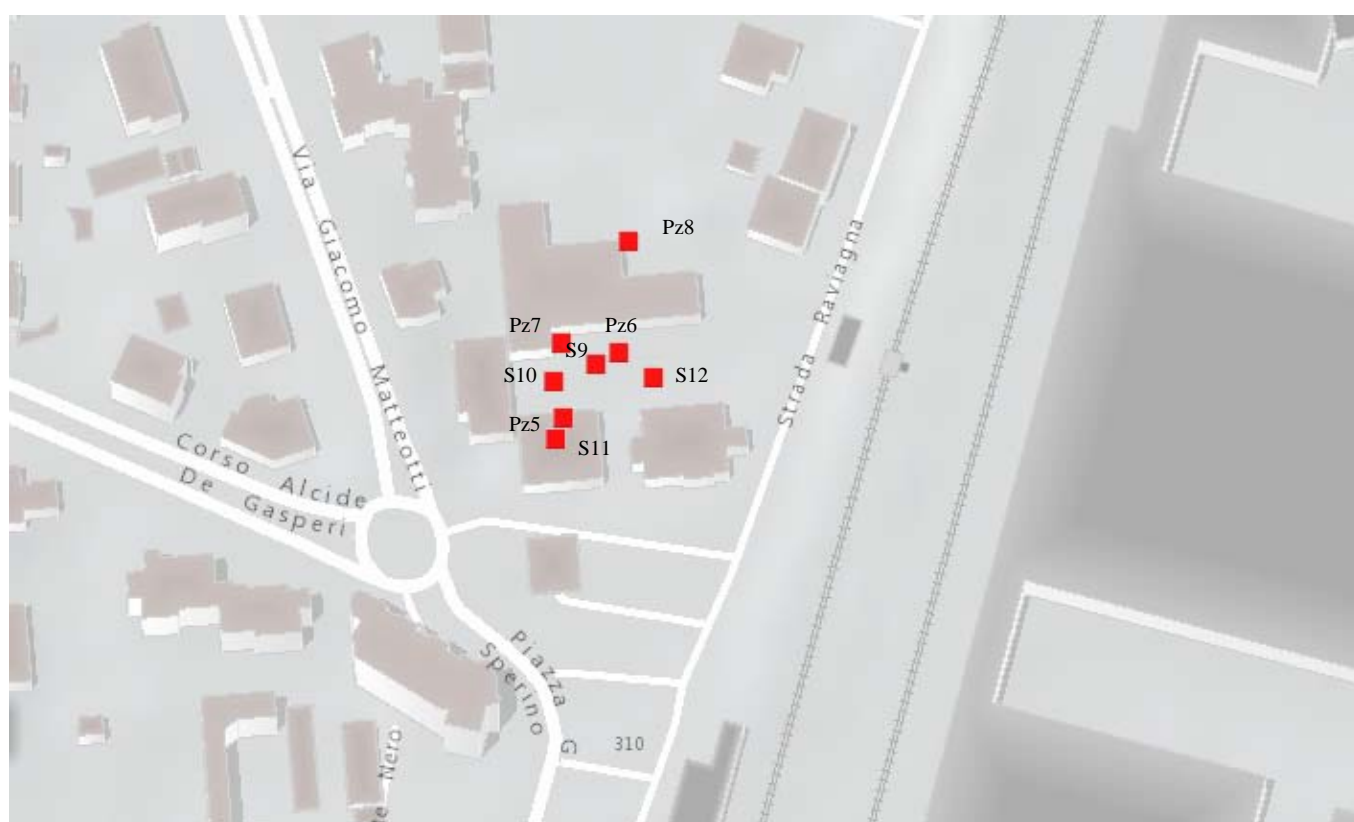 Via Giacomo Matteotti
Pz8
Strada Raviagna
Pz7
Pz6
S9
S10
S12
Pz5
S11
Corso Alcide
De Gasperi
Piazza G
Sperino
310
Nero